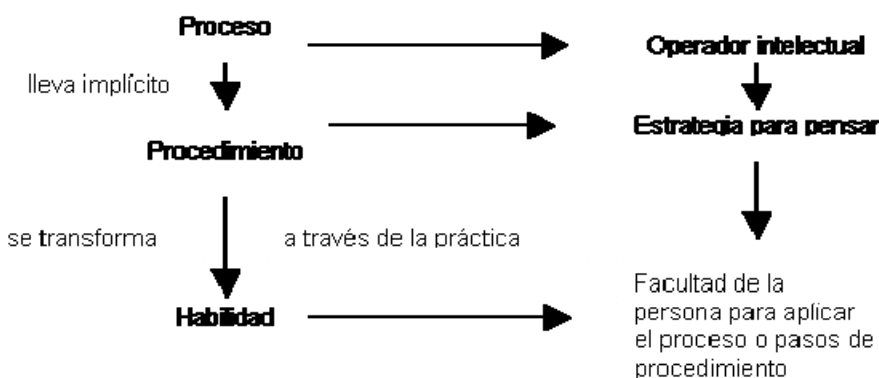 Proceso
Operador intelectual
lleva implícito
Estrategia para pensar
Procedimiento
se transforma
a través de la práctica
Habilidad
Facultad de la
persona para aplicar
el proceso o pasos de
procedimiento